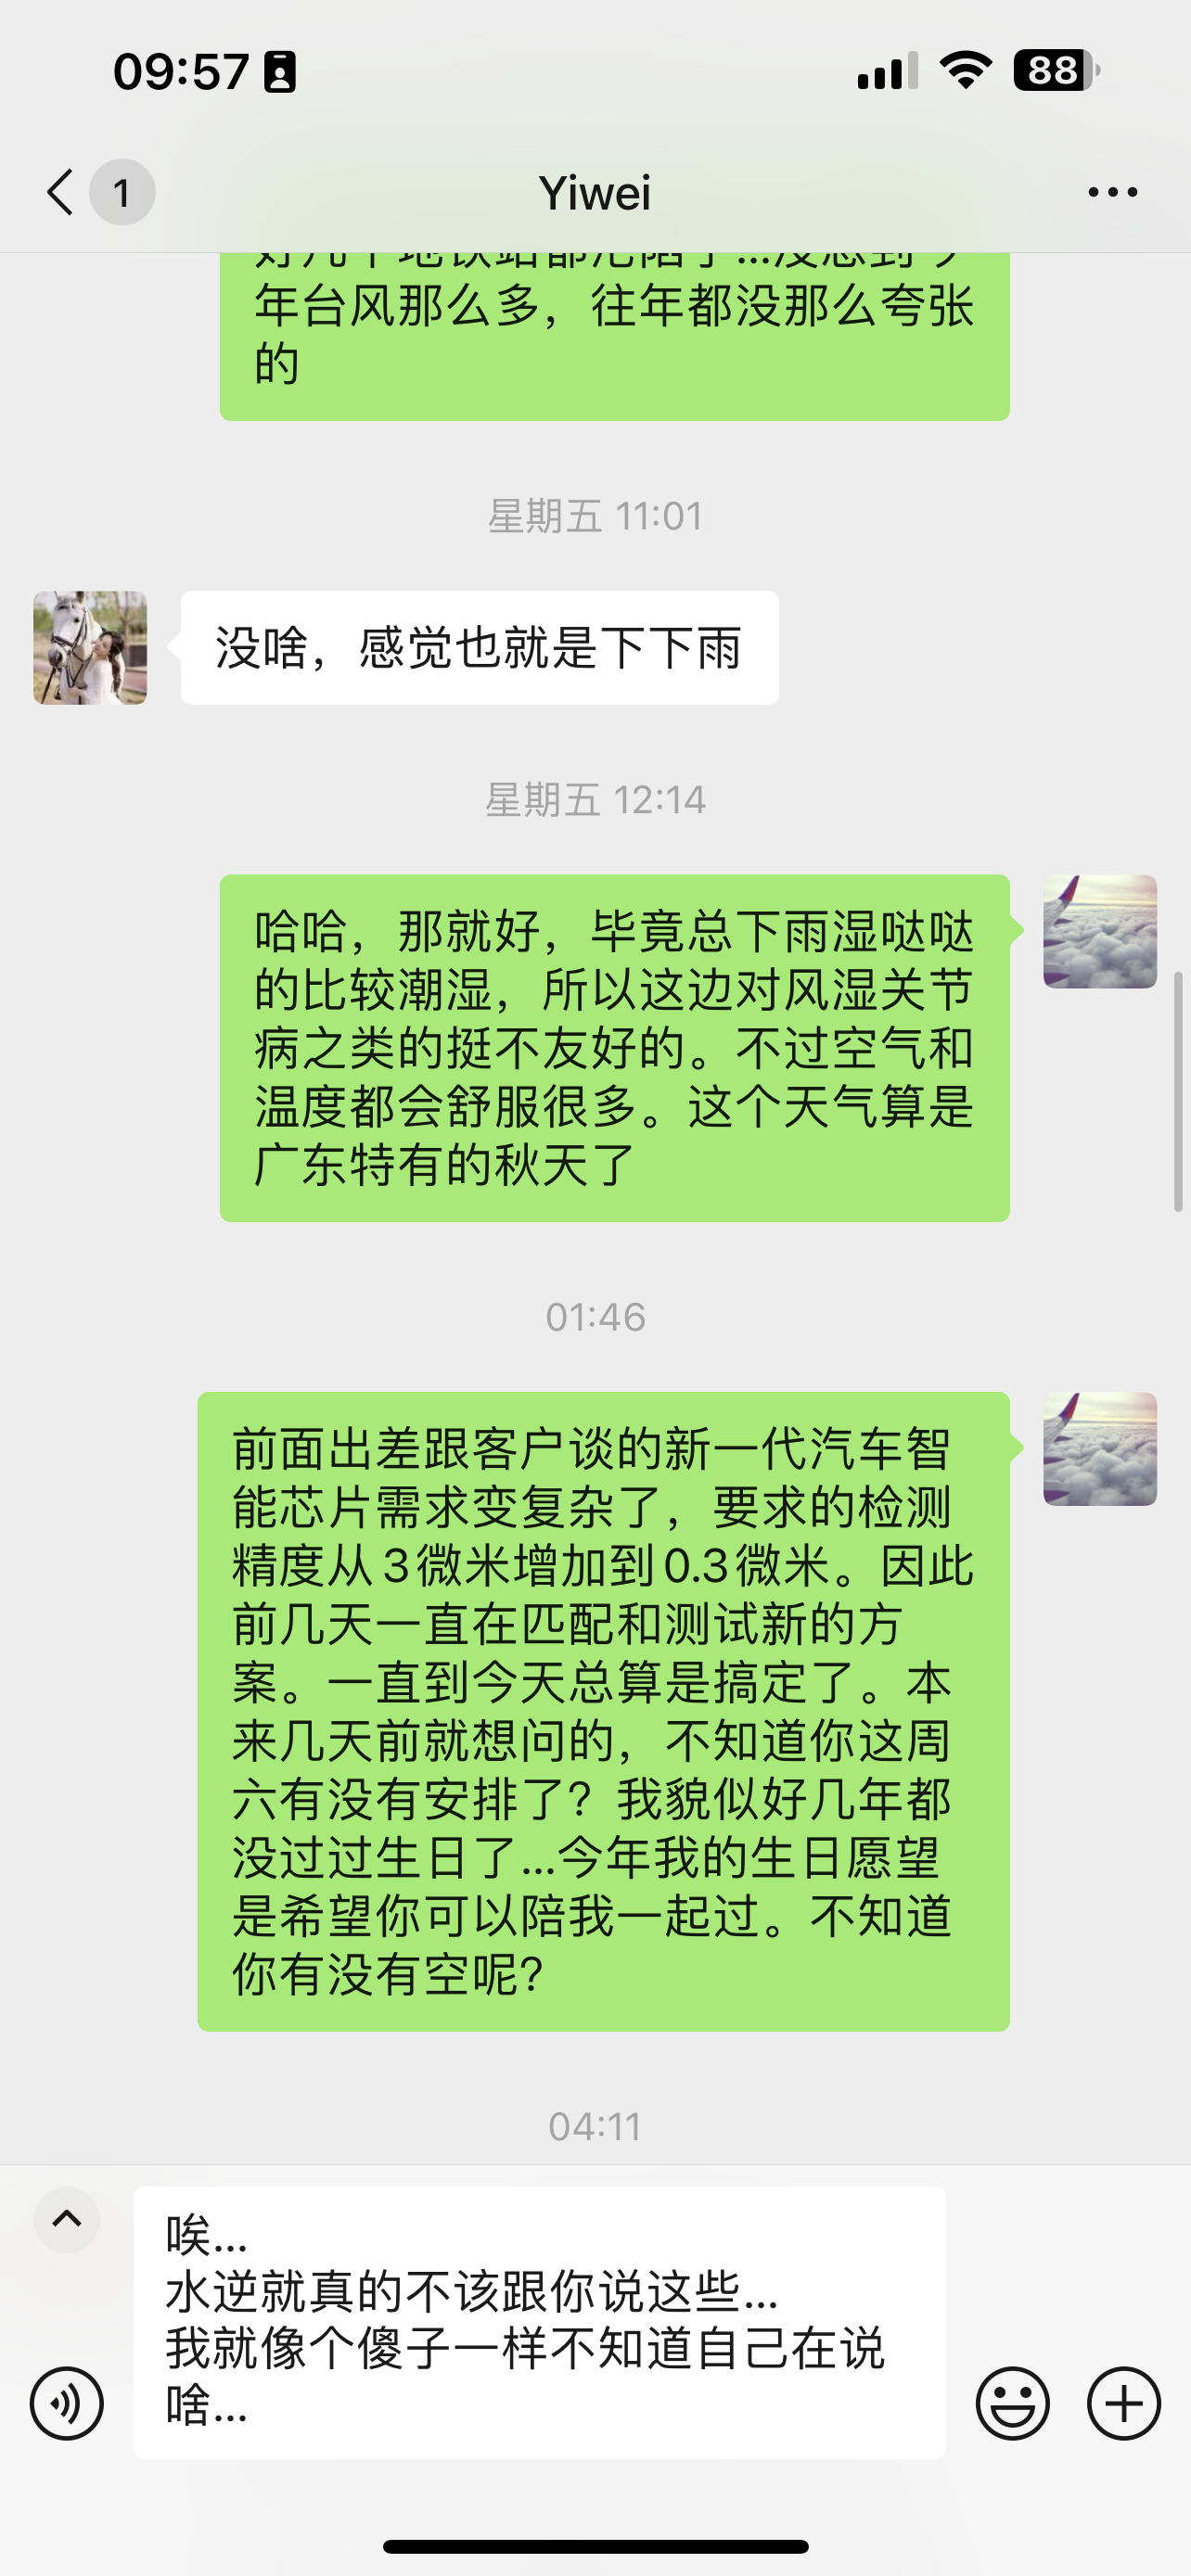 09:57
88
1
Yiwei
年台风那么多，往年都没那么夸张
的
星期五 11:01
没啥，感觉也就是下下雨
星期五 12:14
哈哈，那就好，毕竟总下雨湿哒哒
的比较潮湿，所以这边对风湿关节
病之类的挺不友好的。不过空气和
温度都会舒服很多。这个天气算是
广东特有的秋天了
01:46
前面出差跟客户谈的新一代汽车智
能芯片需求变复杂了，要求的检测
精度从3微米增加到0.3微米。因此
前几天一直在匹配和测试新的方
案。一直到今天总算是搞定了。本
来几天前就想问的，不知道你这周
六有没有安排了？我貌似好几年都
没过过生日了...今年我的生日愿望
是希望你可以陪我一起过。不知道
你有没有空呢？
04:11
唉...
水逆就真的不该跟你说这些...
我就像个傻子一样不知道自己在说
啥...